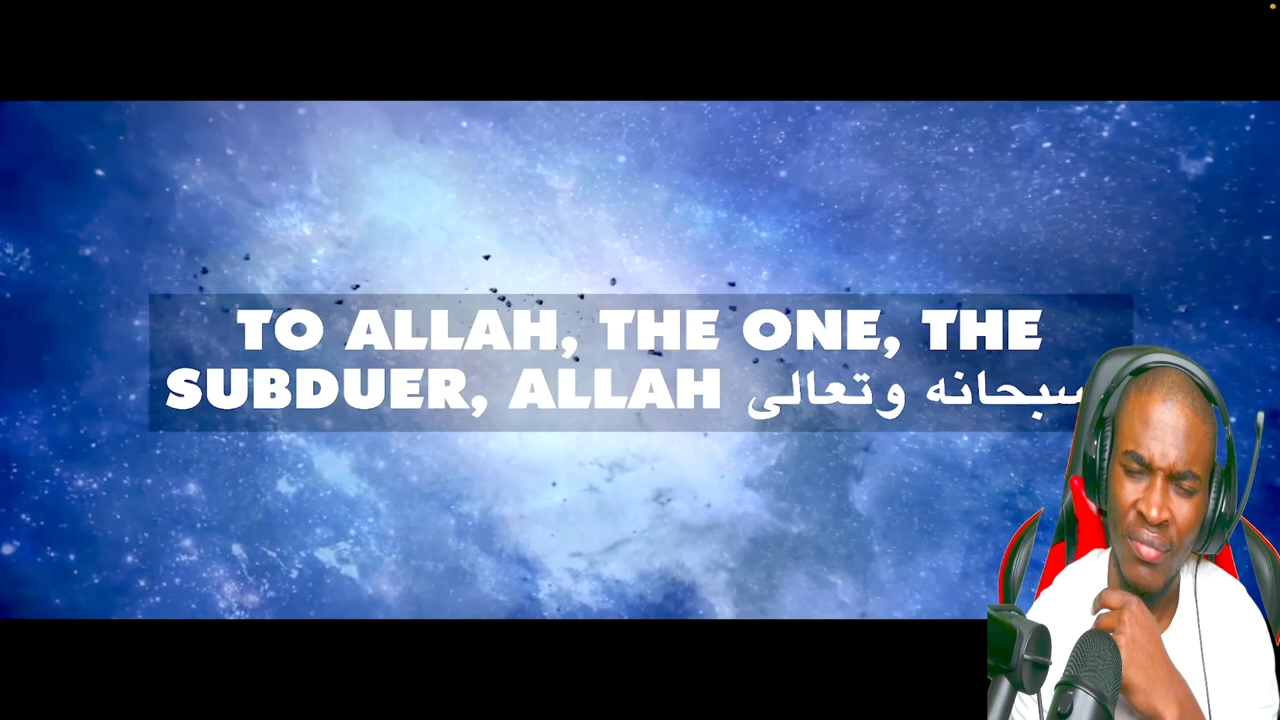 TO ALLAH, THE ONE, THE
SUBDUER, ALLAH سبحانه وتعالى